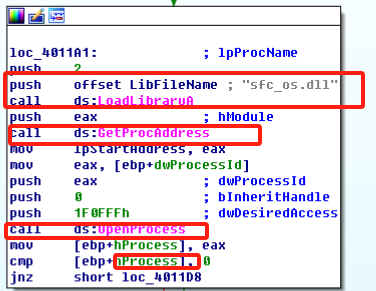 loc_4011A1: ; lpProcName
push 2
push offset LibFileName ; "sfc_os.dll"
call ds:LoadLibraryA
push eax ; hModule
call ds:GetProcAddress
mov lpStartAddress, eax
mov eax, [ebp+dwProcessId]
push eax ; dwProcessId
push 0 ; bInheritHandle
push 1F0FFFh ; dwDesiredAccess
call ds:OpenProcess
mov [ebp+hProcess], eax
cmp [ebp+hProcess], 0
jnz short loc_4011D8